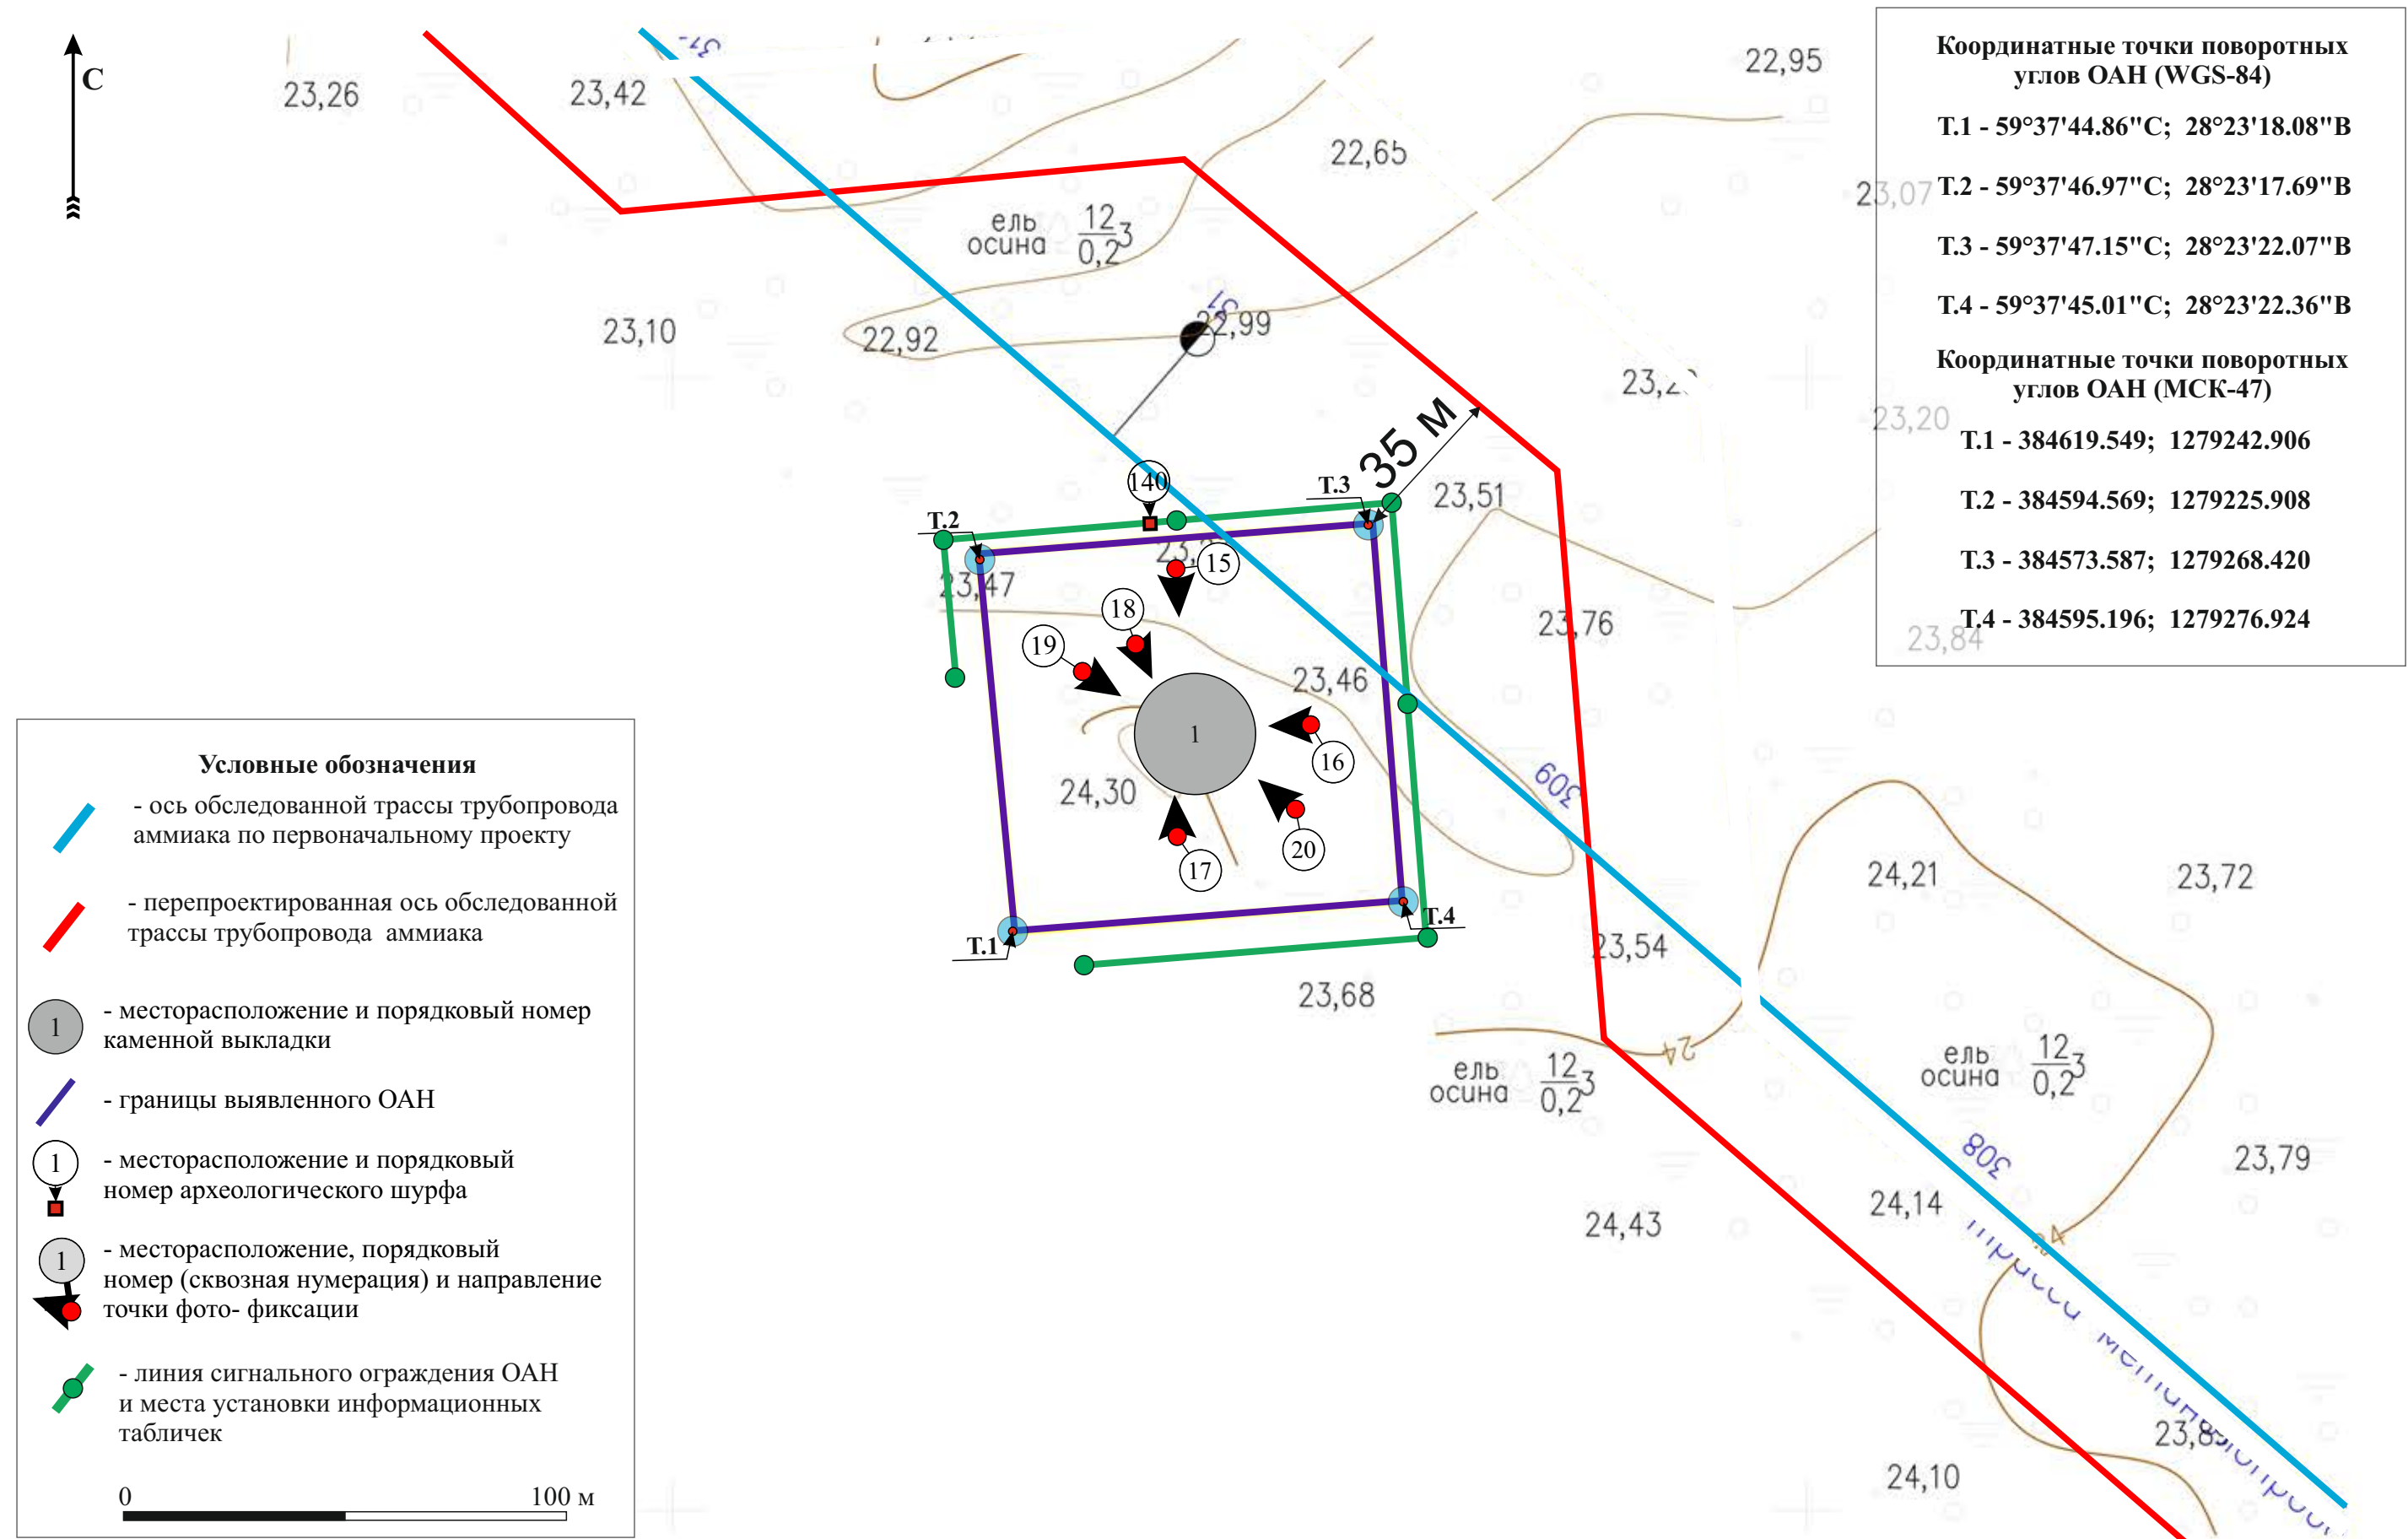 С
23,26
23,42
22,95
22,65
23,07
ель
осина
12
0,2
3
23,10
22,92
22,99
23,20
35 м
23,51
140
Т.3
Т.2
23,47
15
18
19
23,76
23,46
1
16
24,30
309
20
17
Т.4
Т.1
23,54
23,68
24,21
23,72
24
ель
осина
12
0,2
3
ель
осина
12
0,2
3
308
23,79
24,14
24,43
24,10
23,84
Координатные точки поворотных
углов ОАН (WGS-84)
Т.1 - 59°37'44.86"С; 28°23'18.08"В
Т.2 - 59°37'46.97"С; 28°23'17.69"В
Т.3 - 59°37'47.15"С; 28°23'22.07"В
Т.4 - 59°37'45.01"С; 28°23'22.36"В
Координатные точки поворотных
углов ОАН (МСК-47)
Т.1 - 384619.549; 1279242.906
Т.2 - 384594.569; 1279225.908
Т.3 - 384573.587; 1279268.420
Т.4 - 384595.196; 1279276.924
Условные обозначения
- ось обследованной трассы трубопровода
аммиака по первоначальному проекту
- перепроектированная ось обследованной
трассы трубопровода аммиака
1
- месторасположение и порядковый номер
каменной выкладки
- границы выявленного ОАН
1
- месторасположение и порядковый
номер археологического шурфа
1
- месторасположение, порядковый
номер (сквозная нумерация) и направление
точки фото- фиксации
- линия сигнального ограждения ОАН
и места установки информационных
табличек
0
100 м